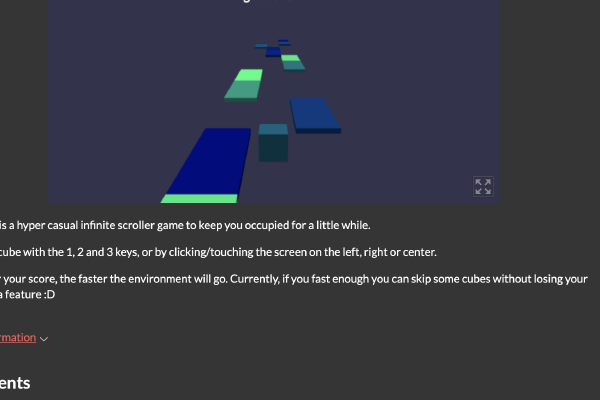 is a hyper casual infinite scroller game to keep you occupied for a little while.
cube with the 1, 2 and 3 keys, or by clicking/touching the screen on the left, right or center.
your score, the faster the environment will go. Currently, if you fast enough you can skip some cubes without losing your
a feature :D
rmation
ents